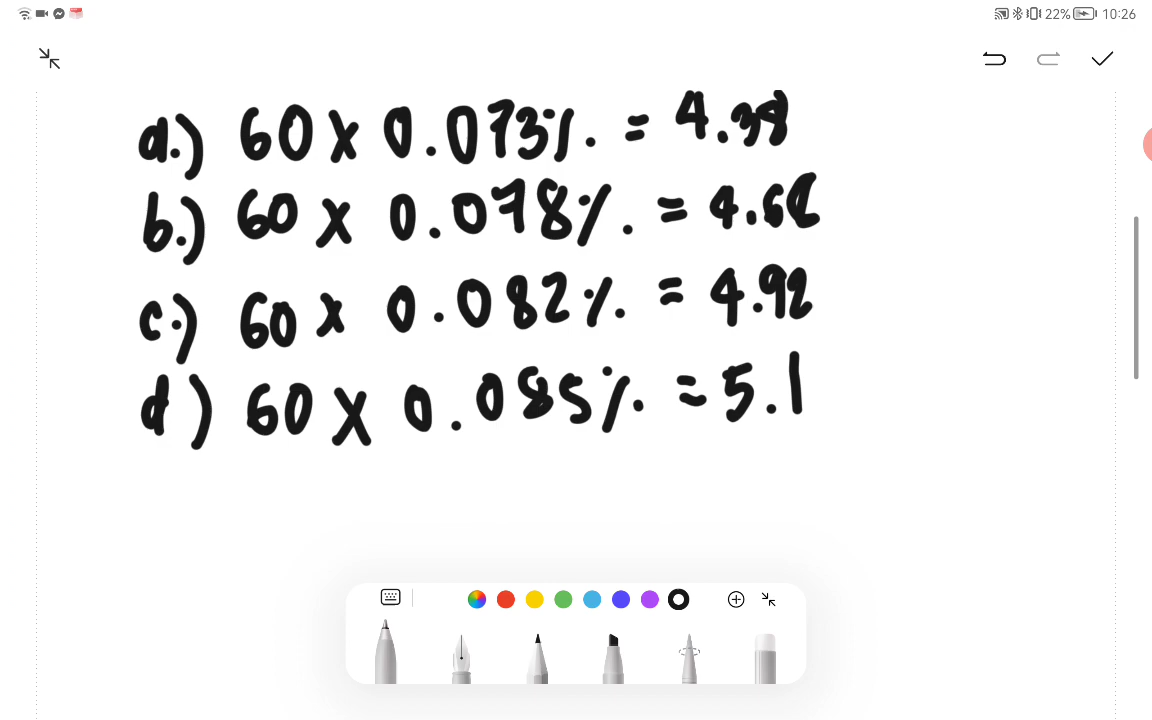 22% 10:26
a.) 60 x 0.073%. = 4.38
b.) 60 x 0.078%. = 4.68
c.) 60 x 0.082%. = 4.92
d) 60 x 0.085%. = 5.1